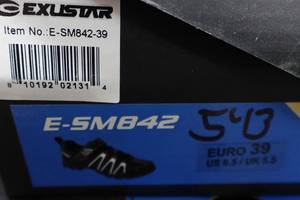 EXUSTAR
Item No.:E-SM842-39
8 10192 02131 4
E-SM842
EURO 39
US 6.5 / UK 5.5